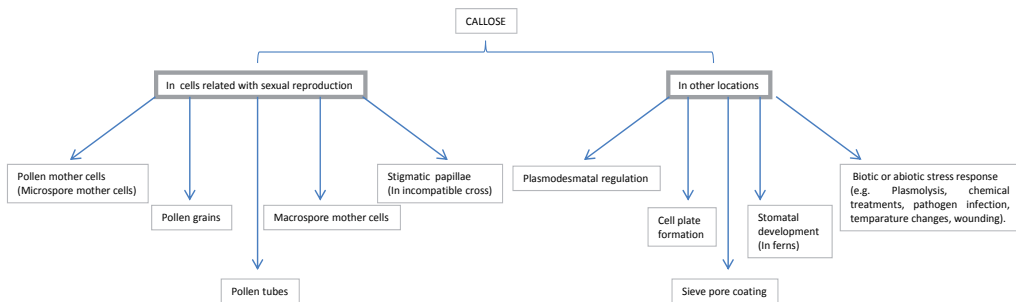 CALLOSE
In cells related with sexual reproduction
In other locations
Pollen mother cells
(Microspore mother cells)
Pollen grains
Pollen tubes
Macrospore mother cells
Stigmatic papillae
(In incompatible cross)
Plasmodesmatal regulation
Cell plate
formation
Sieve pore coating
Stomatal
development
(In ferns)
Biotic or abiotic stress response
(e.g. Plasmolysis, chemical
treatments, pathogen infection,
temparature changes, wounding).